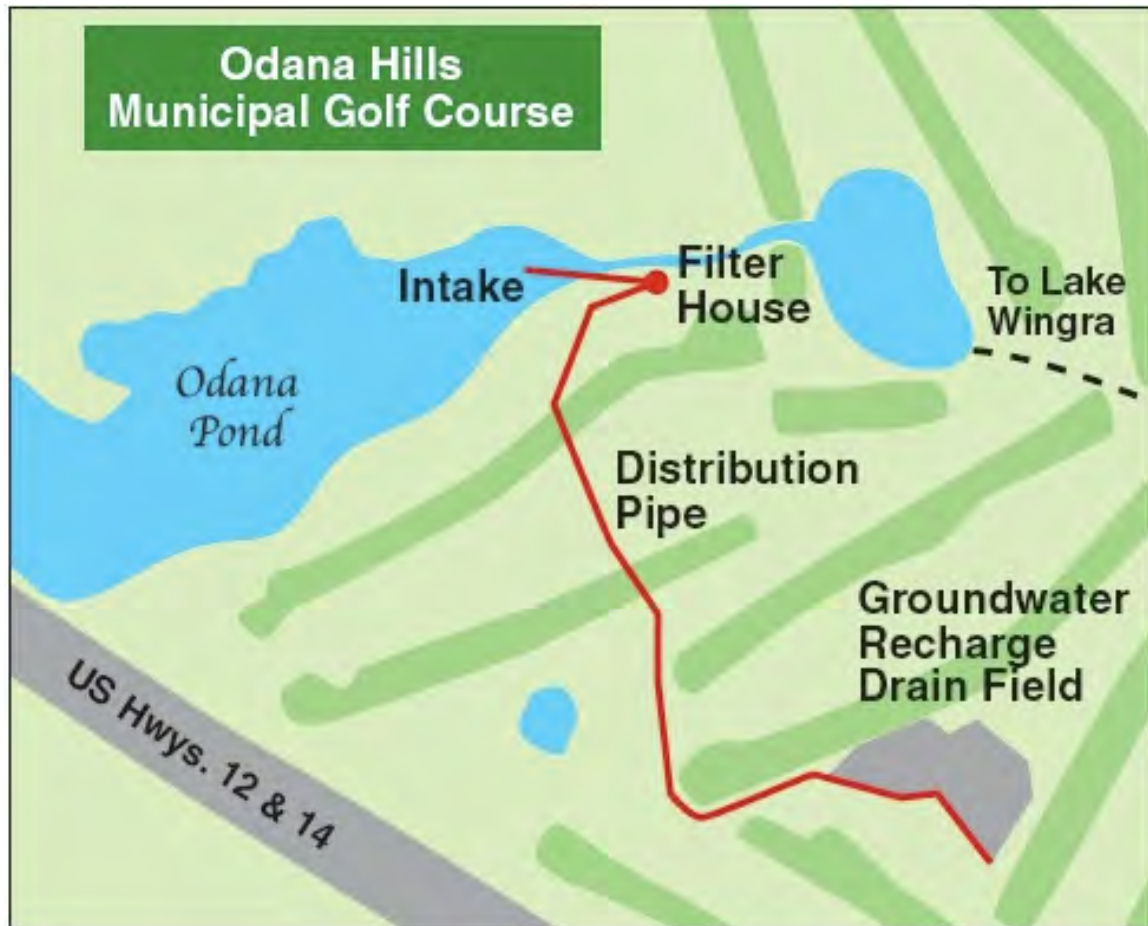 Odana Hills
Municipal Golf Course
Intake
Filter
House
To Lake
Wingra
Odana
Pond
Distribution
Pipe
Groundwater
Recharge
Drain Field
US Hwys. 12 & 14